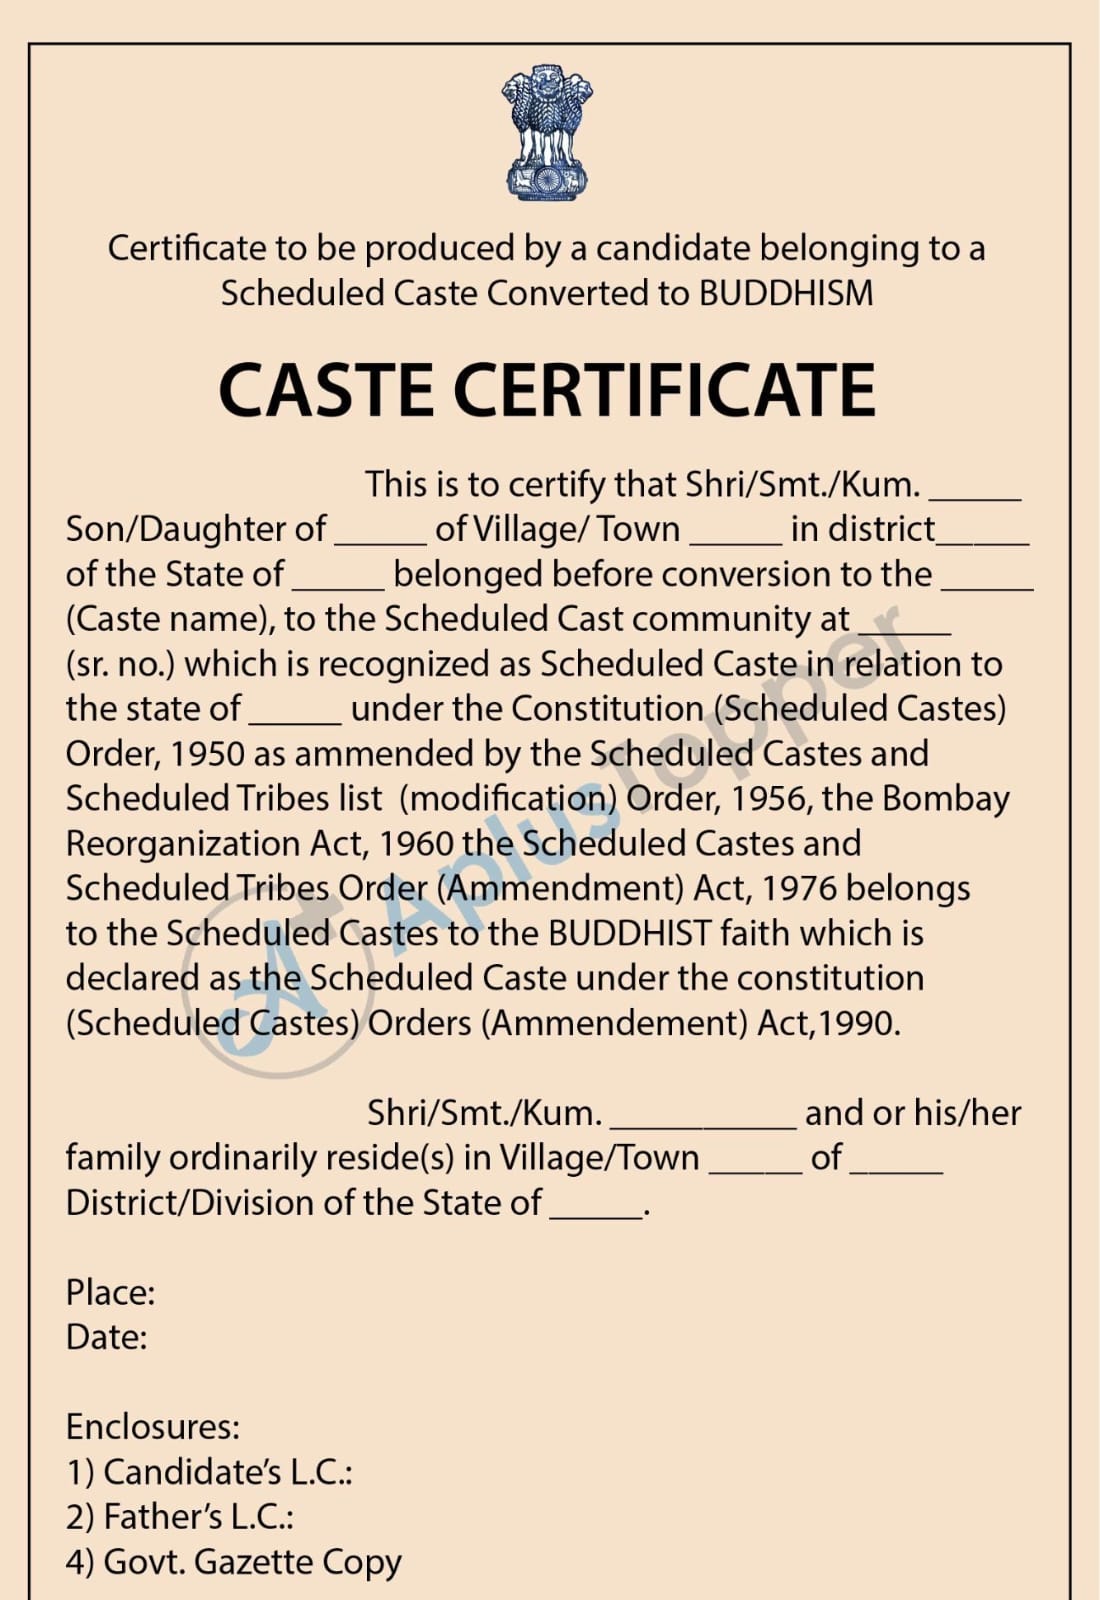 Certificate to be produced by a candidate belonging to a
Scheduled Caste Converted to BUDDHISM
CASTE CERTIFICATE
This is to certify that Shri/Smt./Kum. _____
Son/Daughter of _____ of Village/ Town _____ in district_____
of the State of _____ belonged before conversion to the _____
(Caste name), to the Scheduled Cast community at _____
(sr. no.) which is recognized as Scheduled Caste in relation to
the state of _____ under the Constitution (Scheduled Castes)
Order, 1950 as ammended by the Scheduled Castes and
Scheduled Tribes list (modification) Order, 1956, the Bombay
Reorganization Act, 1960 the Scheduled Castes and
Scheduled Tribes Order (Ammendment) Act, 1976 belongs
to the Scheduled Castes to the BUDDHIST faith which is
declared as the Scheduled Caste under the constitution
(Scheduled Castes) Orders (Ammendement) Act,1990.
AplusTopper
A+
Shri/Smt./Kum. __________ and or his/her
family ordinarily reside(s) in Village/Town _____ of _____
District/Division of the State of _____.
Place:
Date:
Enclosures:
1) Candidate’s L.C.:
2) Father’s L.C.:
4) Govt. Gazette Copy